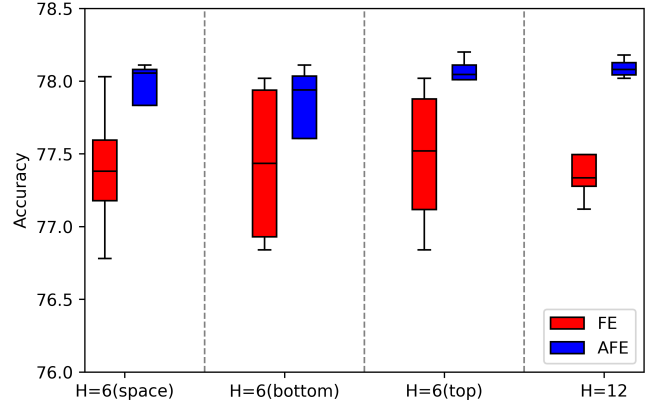 78.5
78.0
77.5
77.0
76.5
76.0
Accuracy
H=6(space)
H=6(bottom)
H=6(top)
H=12
FE
AFE